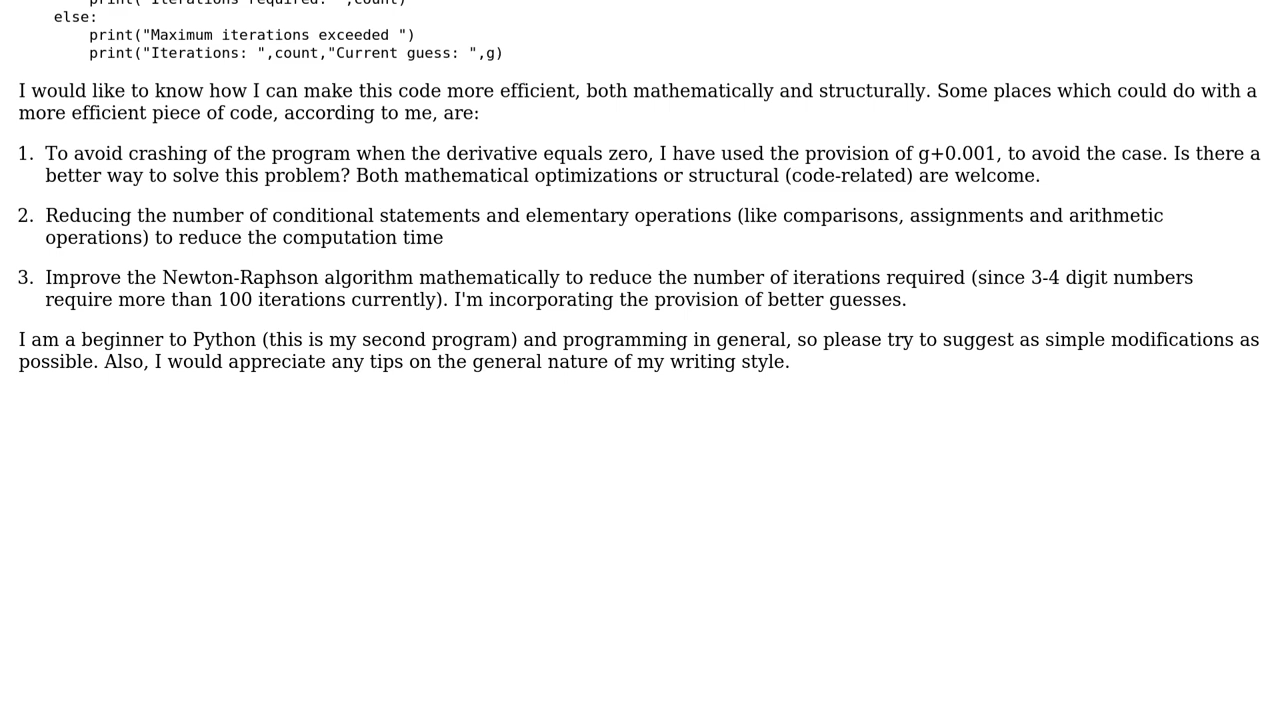 print("Iterations required: ",count)
else:
print("Maximum iterations exceeded ")
print("Iterations: ",count,"Current guess: ",g)
I would like to know how I can make this code more efficient, both mathematically and structurally. Some places which could do with a
more efficient piece of code, according to me, are:
1. To avoid crashing of the program when the derivative equals zero, I have used the provision of g+0.001, to avoid the case. Is there a
better way to solve this problem? Both mathematical optimizations or structural (code-related) are welcome.
2. Reducing the number of conditional statements and elementary operations (like comparisons, assignments and arithmetic
operations) to reduce the computation time
3. Improve the Newton-Raphson algorithm mathematically to reduce the number of iterations required (since 3-4 digit numbers
require more than 100 iterations currently). I'm incorporating the provision of better guesses.
I am a beginner to Python (this is my second program) and programming in general, so please try to suggest as simple modifications as
possible. Also, I would appreciate any tips on the general nature of my writing style.